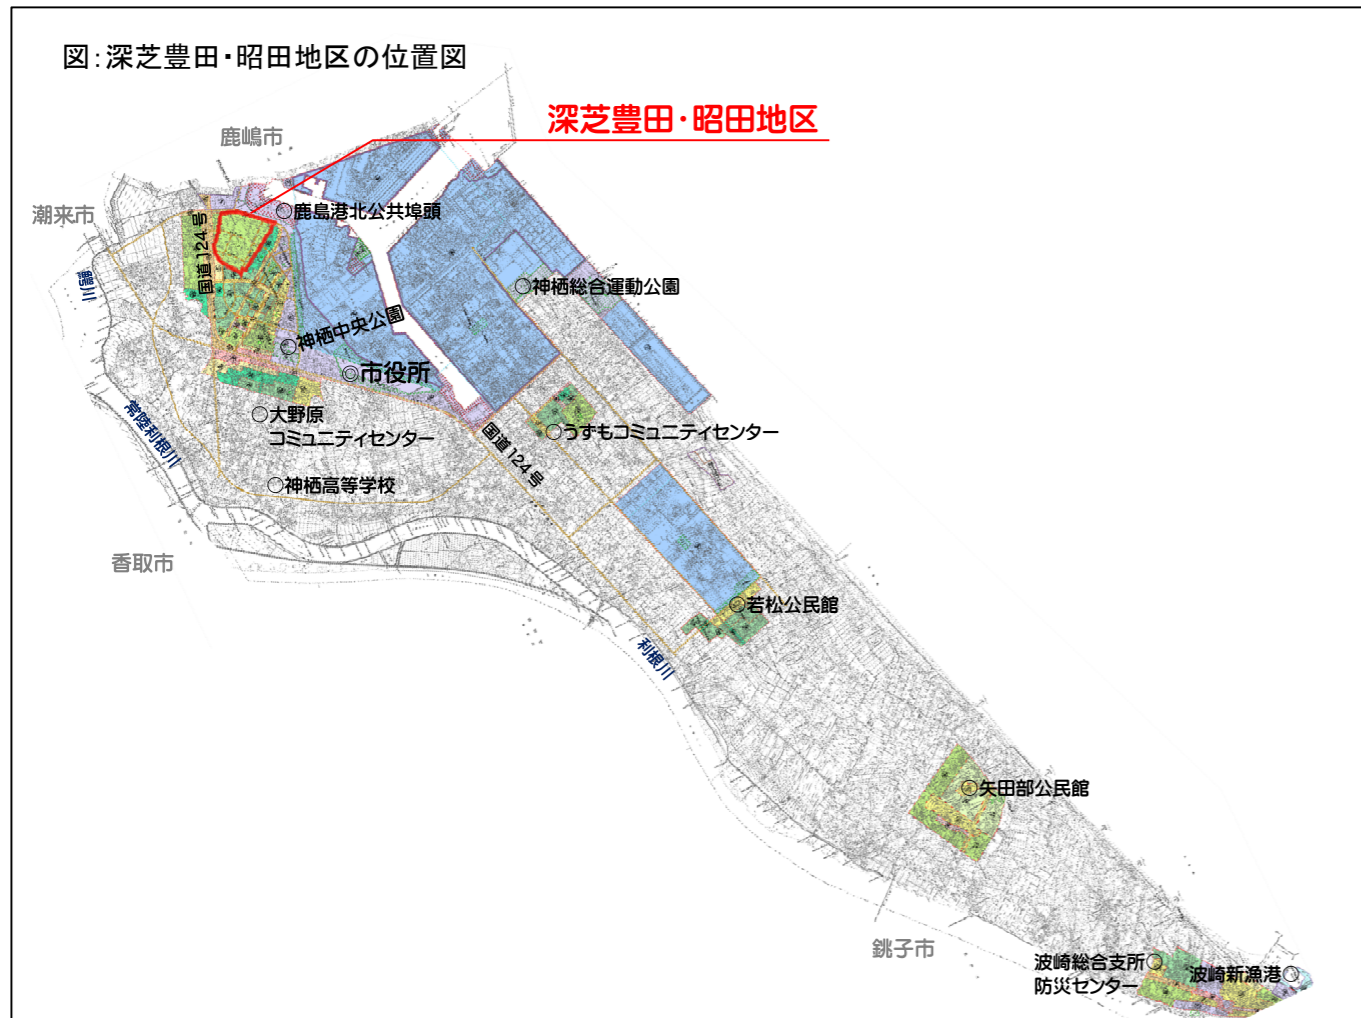 図:深芝豊田・昭田地区の位置図
深芝豊田・昭田地区
鹿嶋市
潮来市
国道124号
鹿島港北公共埠頭
神栖総合運動公園
神栖中央公園
市役所
大野原
コミュニティセンター
うずもコミュニティセンター
国道124号
常陸利根川
神栖高等学校
香取市
若松公民館
利根川
矢田部公民館
銚子市
波崎総合支所
防災センター
波崎新漁港